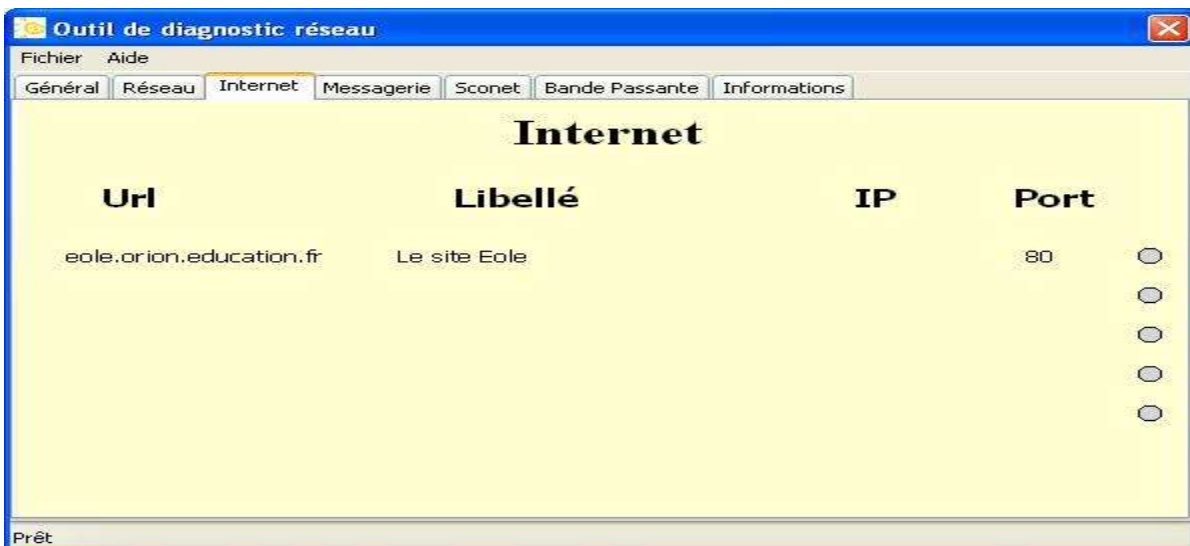 Outil de diagnostic réseau
Fichier Aide
Général Réseau Internet Messagerie Sconet Bande Passante Informations
Internet
Url Libellé IP Port
eole.orion.education.fr Le site Eole 80
Prêt